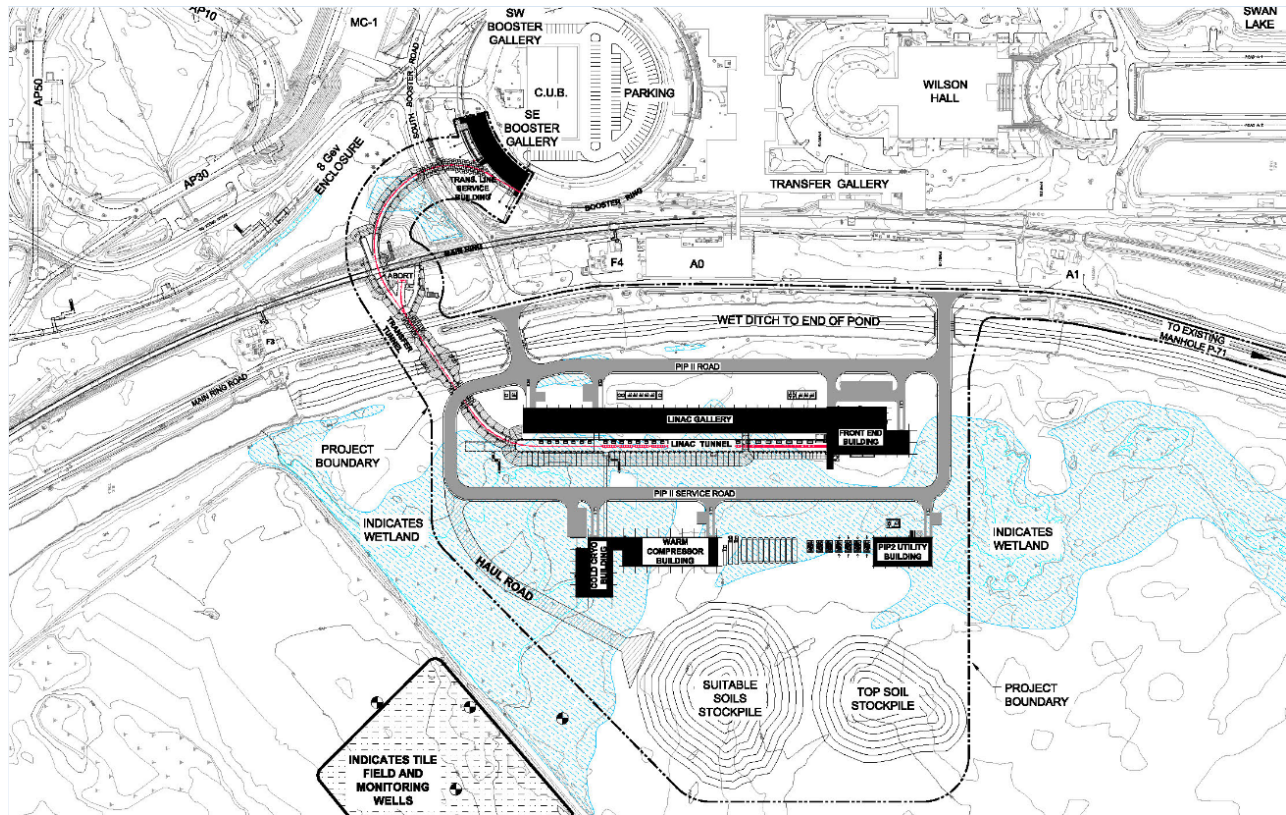 AP10
MC-1
SW
BOOSTER
GALLERY
SWAN
LAKE
AP50
SOUTH BOOSTER ROAD
C.U.B.
PARKING
WILSON
HALL
SE
BOOSTER
GALLERY
8 Gev
ENCLOSURE
AP30
TRANS. LINE
SERVICE
BUILDING
TRANSFER GALLERY
BOOSTER RING
MAIN RING
F4
A0
A1
ABORT
TRANSFER
TUNNEL
WET DITCH TO END OF POND
TO EXISTING
MANHOLE P-71
F3
MAIN RING ROAD
PIP II ROAD
LINAC GALLERY
FRONT END
BUILDING
LINAC TUNNEL
PROJECT
BOUNDARY
PIP II SERVICE ROAD
INDICATES
WETLAND
INDICATES
WETLAND
COLD CRYO
BUILDING
WARM
COMPRESSOR
BUILDING
PIP2 UTILITY
BUILDING
HAUL ROAD
SUITABLE
SOILS
STOCKPILE
TOP SOIL
STOCKPILE
PROJECT
BOUNDARY
INDICATES TILE
FIELD AND
MONITORING
WELLS